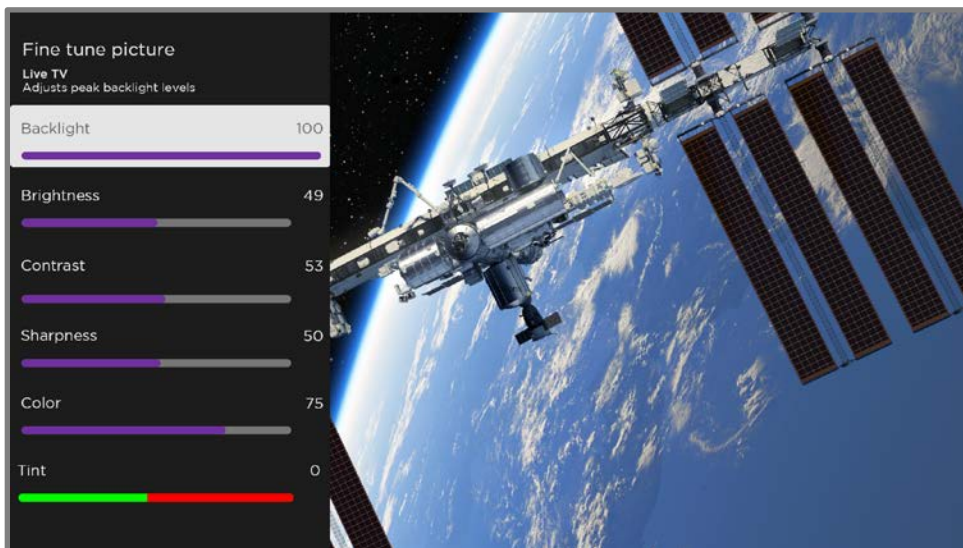 Fine tune picture
Live TV
Adjusts peak backlight levels
Backlight 100
Brightness 49
Contrast 53
Sharpness 50
Color 75
Tint 0